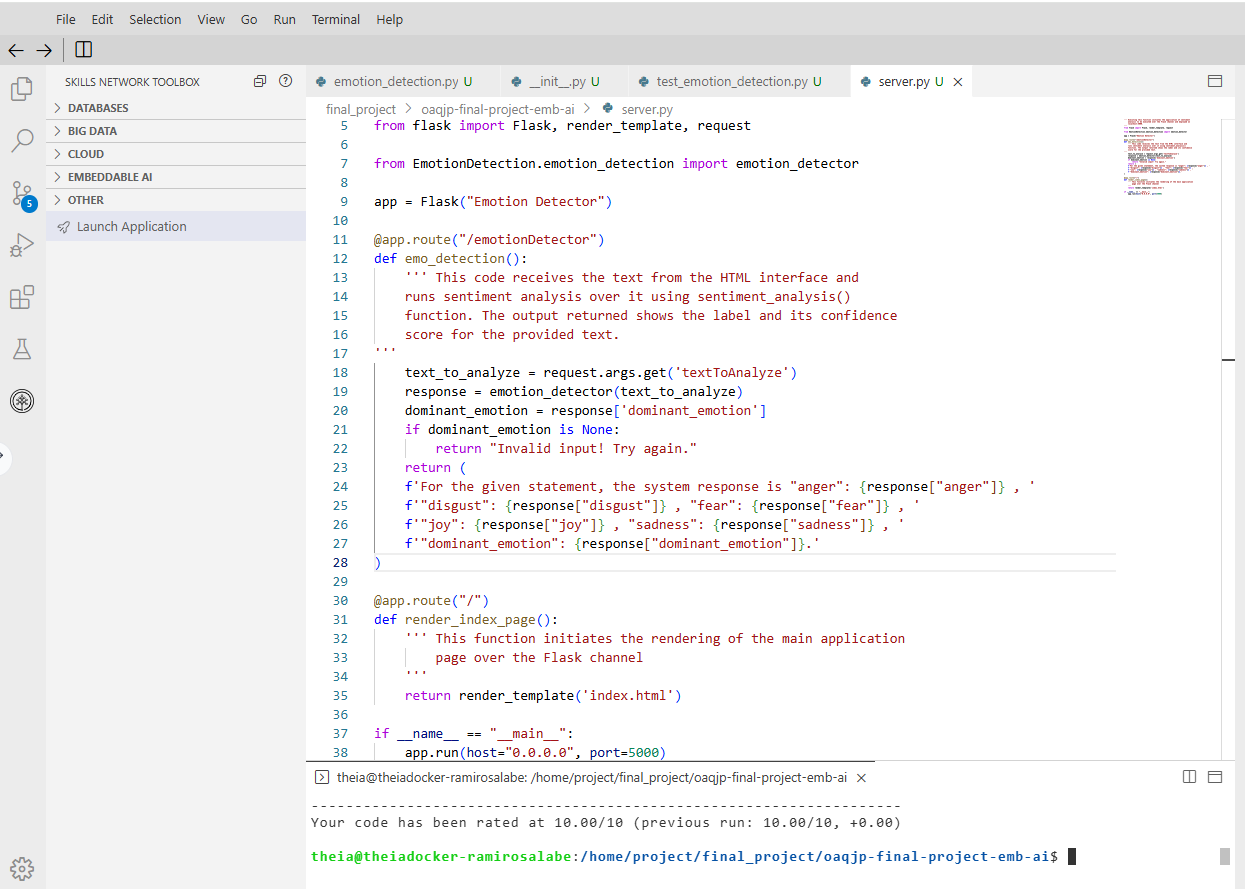 File Edit Selection View Go Run Terminal Help
SKILLS NETWORK TOOLBOX
DATABASES
BIG DATA
CLOUD
EMBEDDABLE AI
OTHER
Launch Application
5
emotion_detection.py U
__init__.py U
test_emotion_detection.py U
server.py U
final_project > oaqjp-final-project-emb-ai > server.py
5 from flask import Flask, render_template, request
6
7 from EmotionDetection.emotion_detection import emotion_detector
8
9 app = Flask("Emotion Detector")
10
11 @app.route("/emotionDetector")
12 def emo_detection():
13 ''' This code receives the text from the HTML interface and
14 runs sentiment analysis over it using sentiment_analysis()
15 function. The output returned shows the label and its confidence
16 score for the provided text.
17 '''
18 text_to_analyze = request.args.get('textToAnalyze')
19 response = emotion_detector(text_to_analyze)
20 dominant_emotion = response['dominant_emotion']
21 if dominant_emotion is None:
22 return "Invalid input! Try again."
23 return (
24 f'For the given statement, the system response is "anger": {response["anger"]} , '
25 f'"disgust": {response["disgust"]} , "fear": {response["fear"]} , '
26 f'"joy": {response["joy"]} , "sadness": {response["sadness"]} , '
27 f'"dominant_emotion": {response["dominant_emotion"]}.'
28 )
29
30 @app.route("/")
31 def render_index_page():
32 ''' This function initiates the rendering of the main application
33 page over the Flask channel
34 '''
35 return render_template('index.html')
36
37 if __name__ == "__main__":
38 app.run(host="0.0.0.0", port=5000)
theia@theiadocker-ramirosalabe: /home/project/final_project/oaqjp-final-project-emb-ai
--------------------------------------------------------------------
Your code has been rated at 10.00/10 (previous run: 10.00/10, +0.00)
theia@theiadocker-ramirosalabe:/home/project/final_project/oaqjp-final-project-emb-ai$